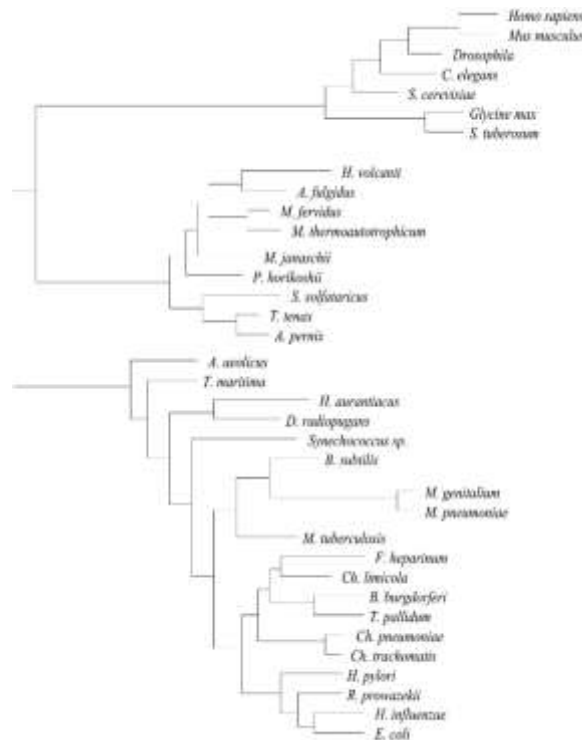 Homo sapiens
Mus musculus
Drosophila
C. elegans
S. cerevisiae
Glycine max
S. tuberosum
H. volcanii
A. fulgidus
M. fervidus
M. thermoautotrophicum
M. janaschii
P. horikoshii
S. solfataricus
T. tenax
A. pernix
A. aeolicus
T. maritima
H. aurantiacus
D. radiopugans
Synechococcus sp.
B. subtilis
M. genitalium
M. pneumoniae
M. tuberculosis
F. heparinum
Ch. limicola
B. burgdorferi
T. pallidum
Ch. pneumoniae
Ch. trachomatis
H. pylori
R. prowazekii
H. influenzae
E. coli